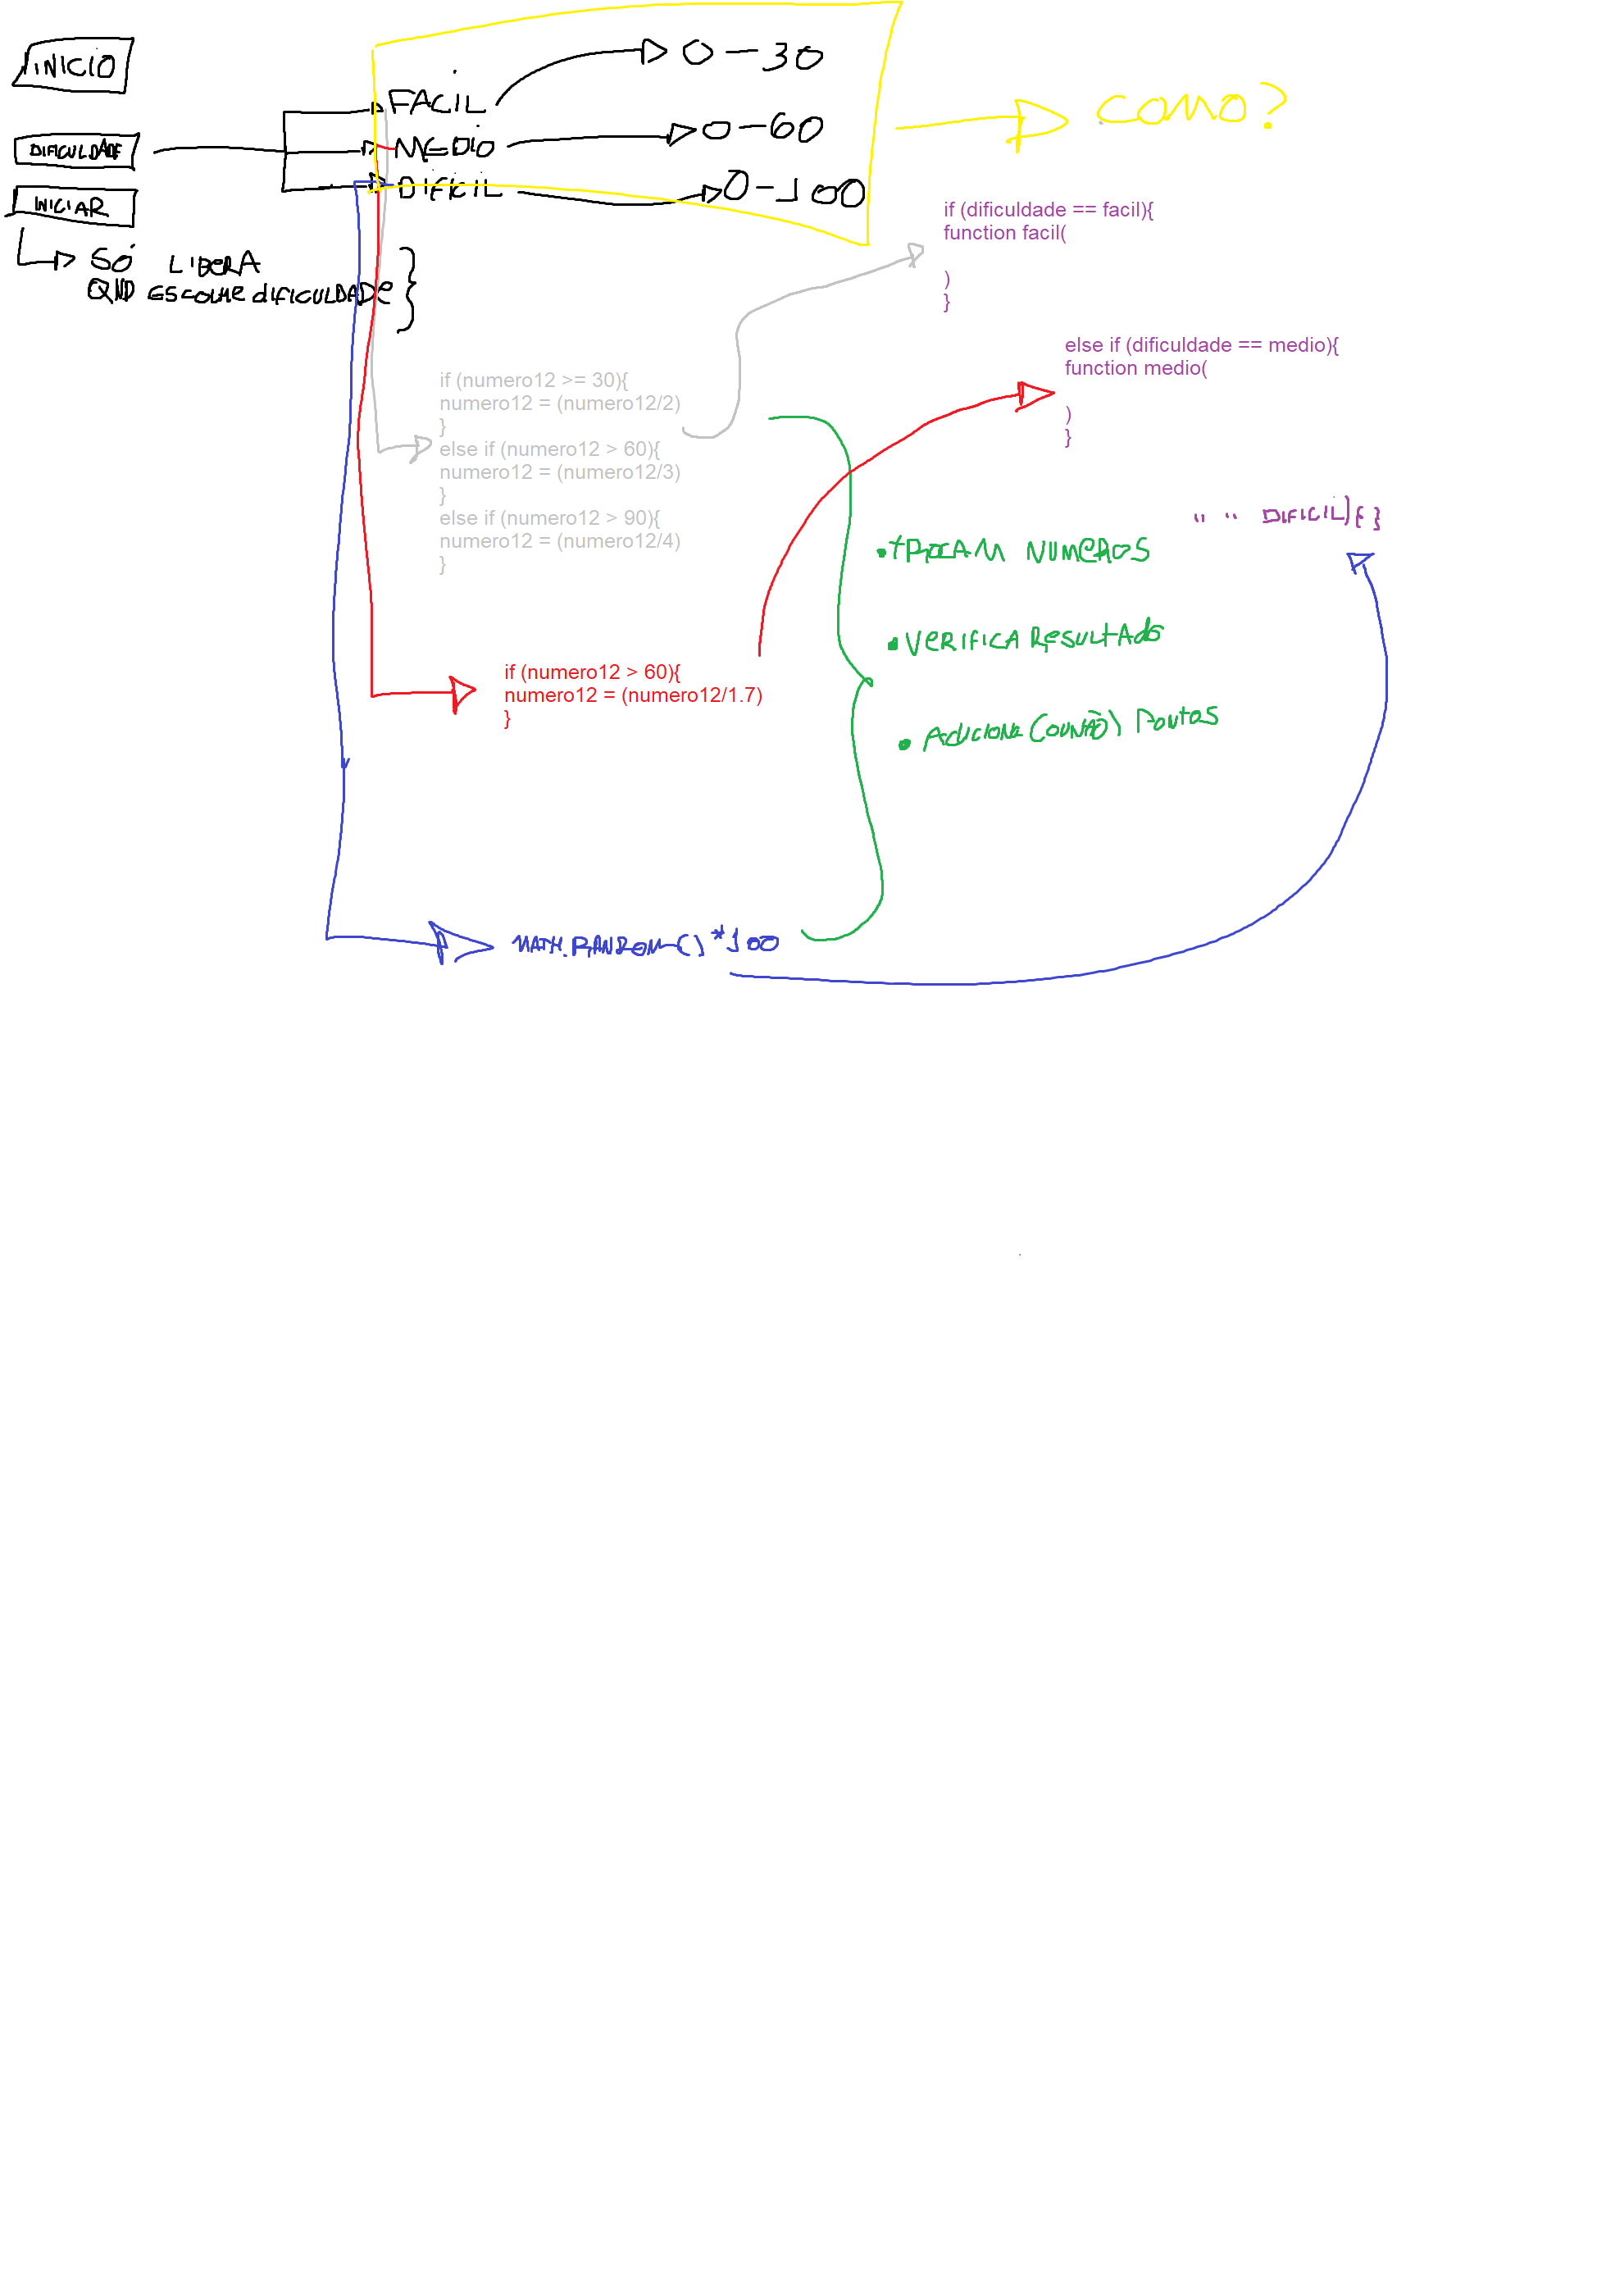 INICIO
DIFICULDADE
INICIAR
SÓ LIBERA
QND ESCOLHE DIFICULDADE
FACIL
0-30
MEDIO
0-60
DIFICIL
0-100
COMO?
if (dificuldade == facil){
function facil(
)
}
else if (dificuldade == medio){
function medio(
)
}
" " DIFICIL){}
if (numero12 >= 30){
numero12 = (numero12/2)
}
else if (numero12 > 60){
numero12 = (numero12/3)
}
else if (numero12 > 90){
numero12 = (numero12/4)
}
• TROCAM NUMEROS
• VERIFICA RESULTADO
• ADICIONA (OU NÃO) PONTOS
if (numero12 > 60){
numero12 = (numero12/1.7)
}
MATH.RANDOM()*100